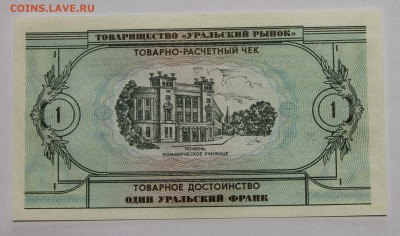 COINS.LAVE.RU
ТОВАРИЩЕСТВО "УРАЛЬСКИЙ РЫНОК"
ТОВАРНО-РАСЧЕТНЫЙ ЧЕК
1
1
ТЮМЕНЬ,
КОММЕРЧЕСКОЕ УЧИЛИЩЕ
ТОВАРНОЕ ДОСТОИНСТВО
ОДИН УРАЛЬСКИЙ ФРАНК